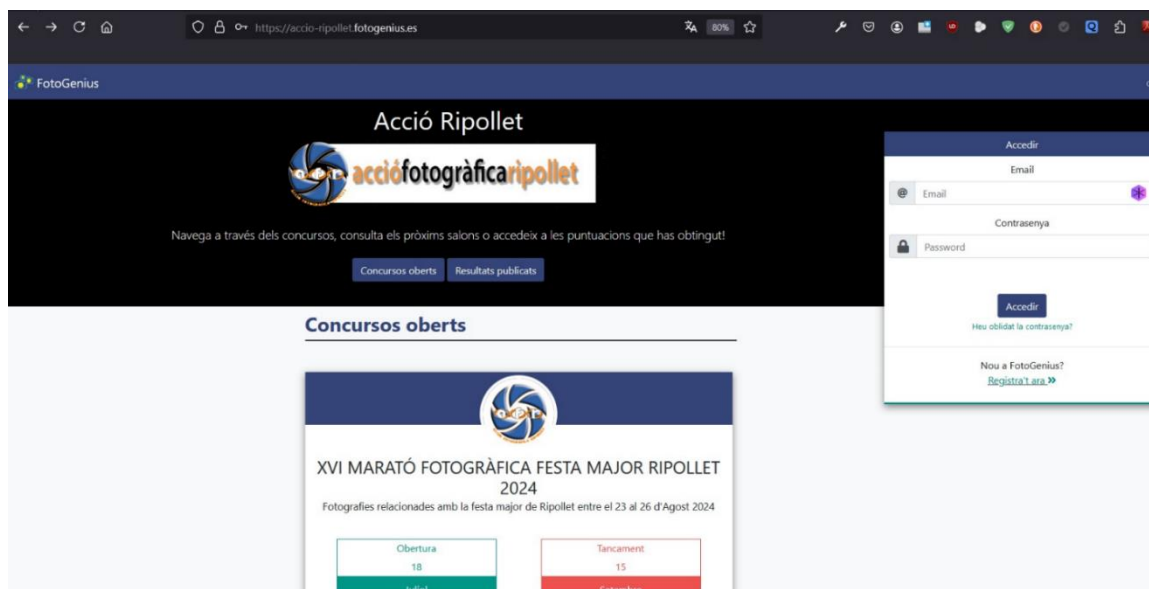 https://accio-ripollet.fotogenius.es
80%
FotoGenius
Acció Ripollet
acciófotogràficaripollet
Navega a través dels concursos, consulta els pròxims salons o accedeix a les puntuacions que has obtingut!
Concursos oberts
Resultats publicats
Accedir
Email
@ Email
Contrasenya
Password
Accedir
Heu oblidat la contrasenya?
Nou a FotoGenius?
Registra't ara »
Concursos oberts
XVI MARATÓ FOTOGRÀFICA FESTA MAJOR RIPOLLET
2024
Fotografies relacionades amb la festa major de Ripollet entre el 23 al 26 d'Agost 2024
Obertura
18
Tancament
15